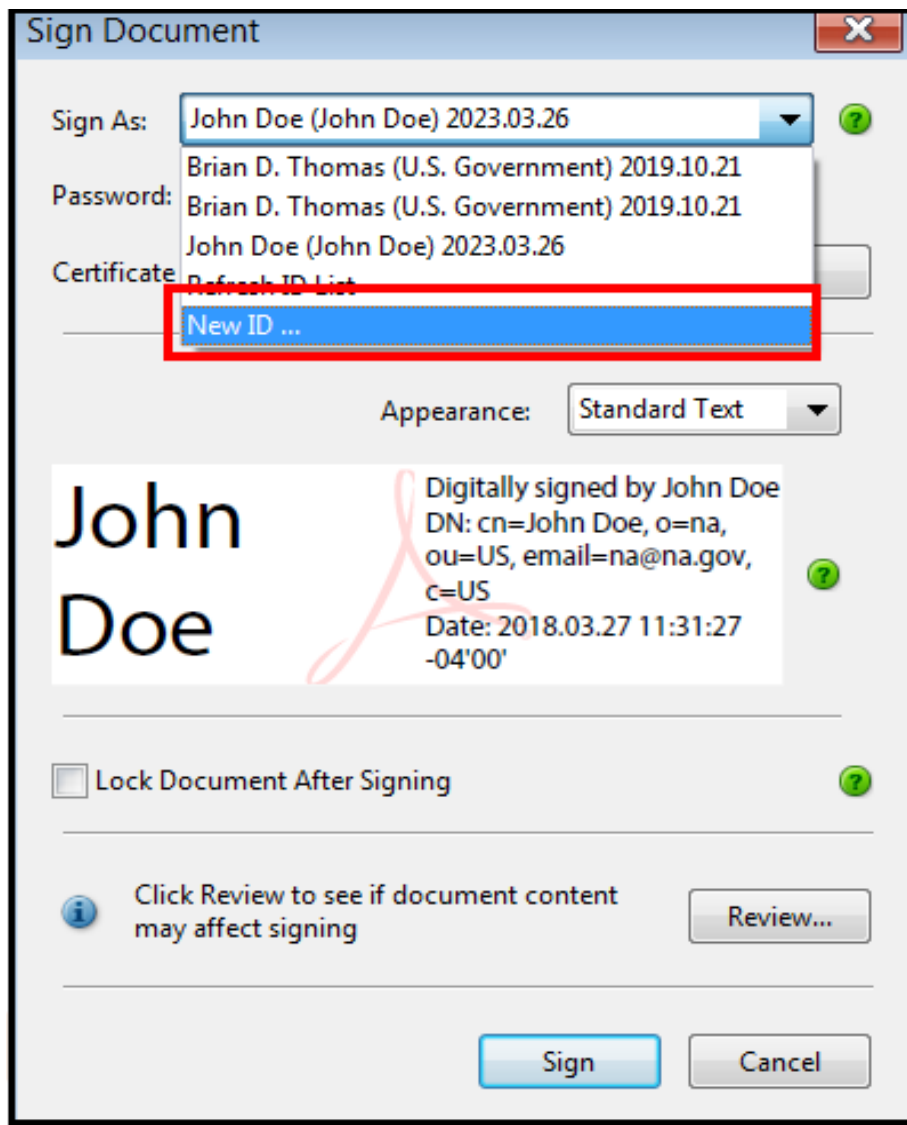 Sign Document
Sign As:
John Doe (John Doe) 2023.03.26
Brian D. Thomas (U.S. Government) 2019.10.21
Password:
Brian D. Thomas (U.S. Government) 2019.10.21
John Doe (John Doe) 2023.03.26
Certificate
Refresh ID List
New ID ...
Appearance:
Standard Text
John
Doe
Digitally signed by John Doe
DN: cn=John Doe, o=na,
ou=US, email=na@na.gov,
c=US
Date: 2018.03.27 11:31:27
-04'00'
Lock Document After Signing
Click Review to see if document content
may affect signing
Review...
Sign
Cancel